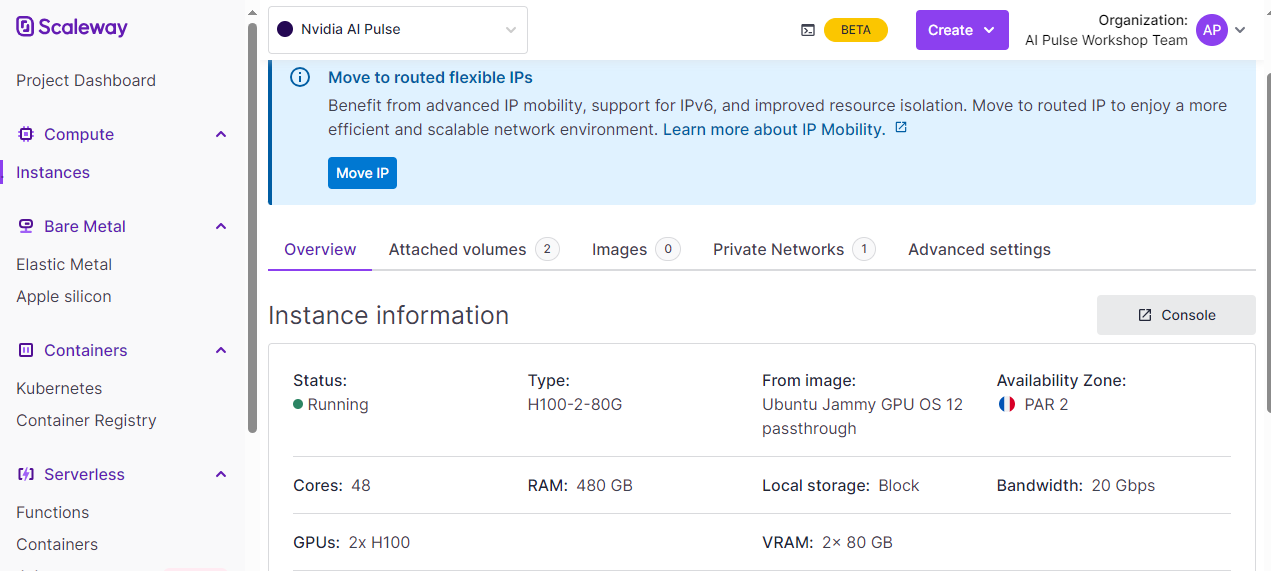 Scaleway
Nvidia AI Pulse
BETA
Create
Organization:
AI Pulse Workshop Team
AP
Project Dashboard
Compute
Instances
Bare Metal
Elastic Metal
Apple silicon
Containers
Kubernetes
Container Registry
Serverless
Functions
Containers
Move to routed flexible IPs
Benefit from advanced IP mobility, support for IPv6, and improved resource isolation. Move to routed IP to enjoy a more
efficient and scalable network environment. Learn more about IP Mobility.
Move IP
Overview
Attached volumes 2
Images 0
Private Networks 1
Advanced settings
Instance information
Console
Status:
Running
Type:
H100-2-80G
From image:
Ubuntu Jammy GPU OS 12
passthrough
Availability Zone:
PAR 2
Cores: 48
RAM: 480 GB
Local storage: Block
Bandwidth: 20 Gbps
GPUs: 2x H100
VRAM: 2x 80 GB